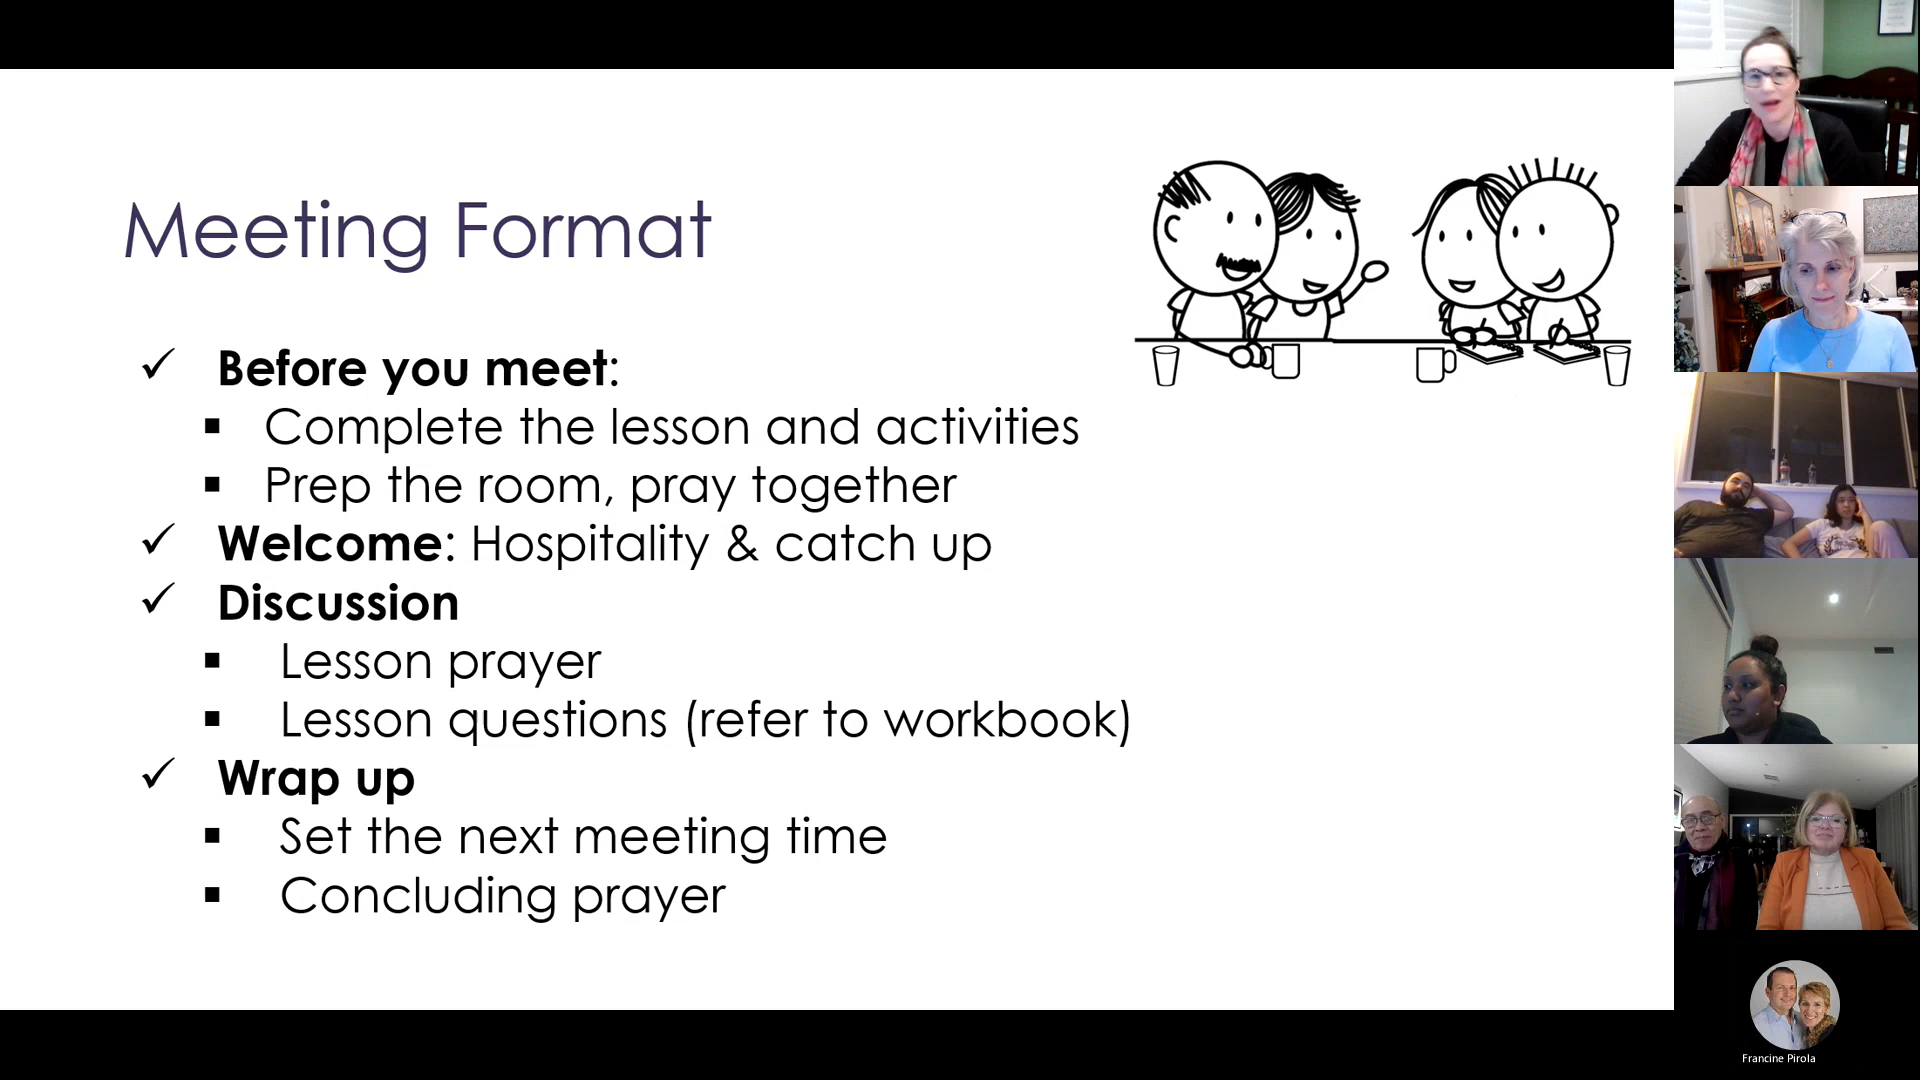 Meeting Format
✓ Before you meet:
▪ Complete the lesson and activities
▪ Prep the room, pray together
✓ Welcome: Hospitality & catch up
✓ Discussion
▪ Lesson prayer
▪ Lesson questions (refer to workbook)
✓ Wrap up
▪ Set the next meeting time
▪ Concluding prayer
Francine Pirola